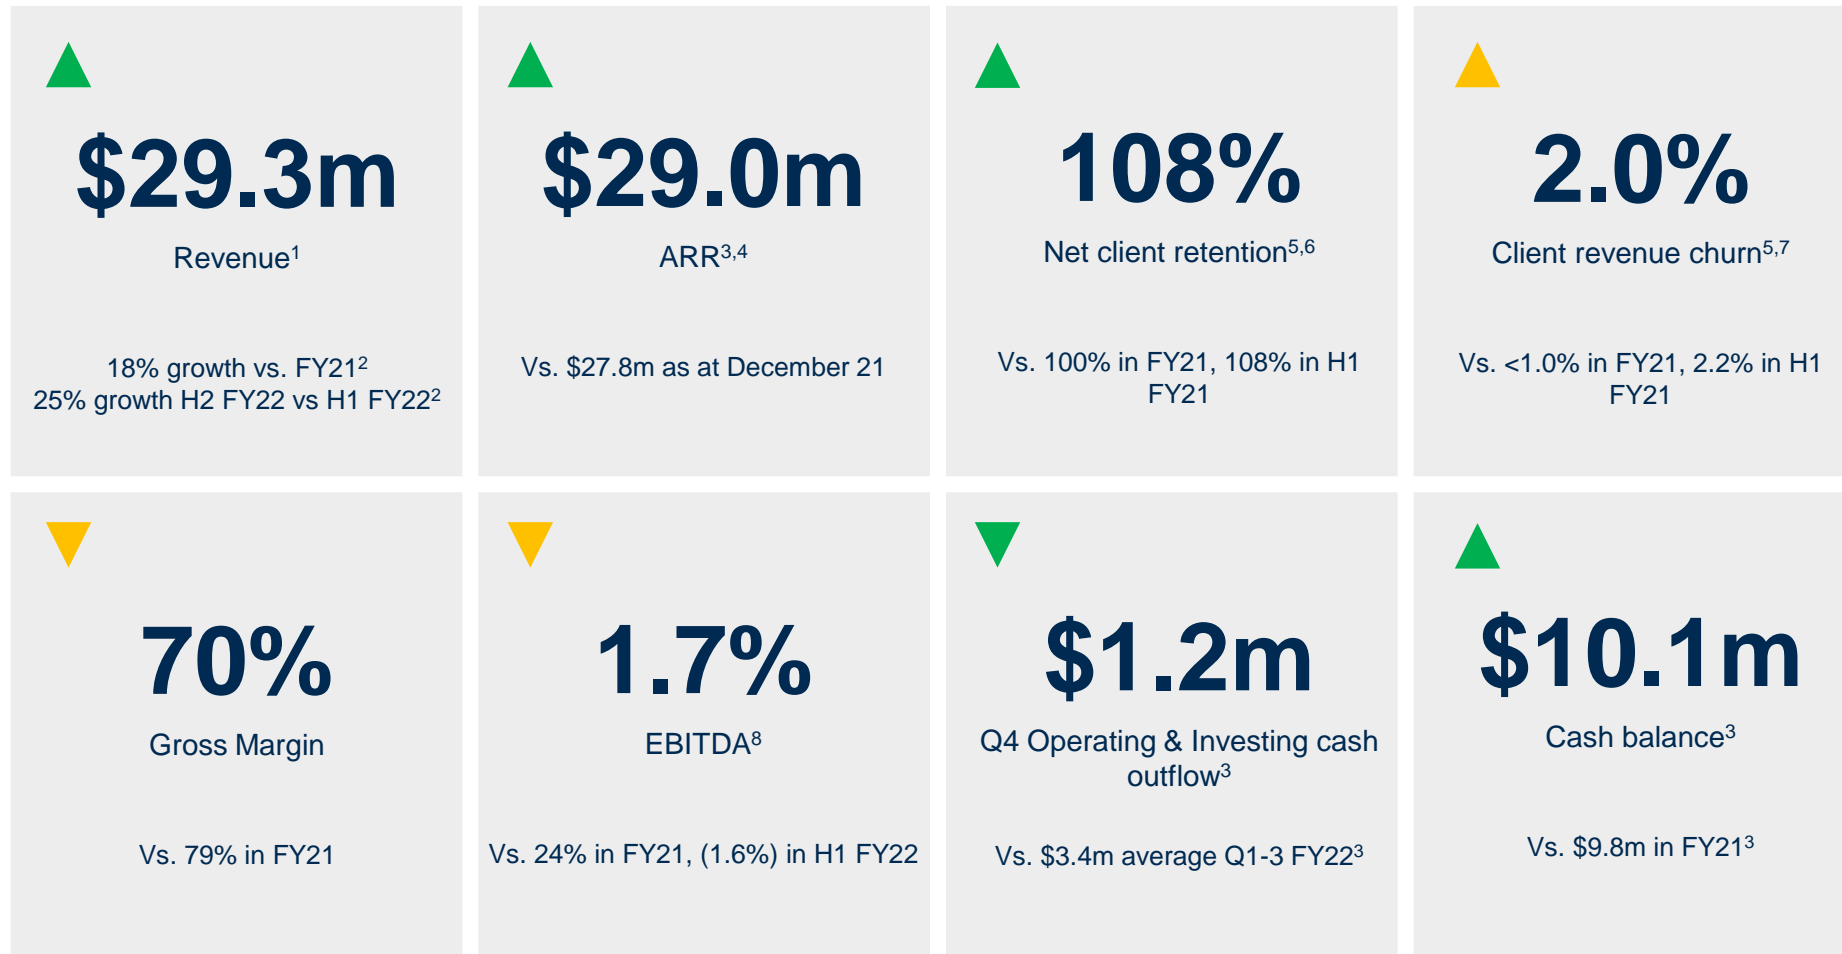 $29.3m
Revenue1
18% growth vs. FY212
25% growth H2 FY22 vs H1 FY222
$29.0m
ARR3,4
Vs. $27.8m as at December 21
108%
Net client retention5,6
Vs. 100% in FY21, 108% in H1
FY21
2.0%
Client revenue churn5,7
Vs. <1.0% in FY21, 2.2% in H1
FY21
70%
Gross Margin
Vs. 79% in FY21
1.7%
EBITDA8
Vs. 24% in FY21, (1.6%) in H1 FY22
$1.2m
Q4 Operating & Investing cash
outflow3
Vs. $3.4m average Q1-3 FY223
$10.1m
Cash balance3
Vs. $9.8m in FY213